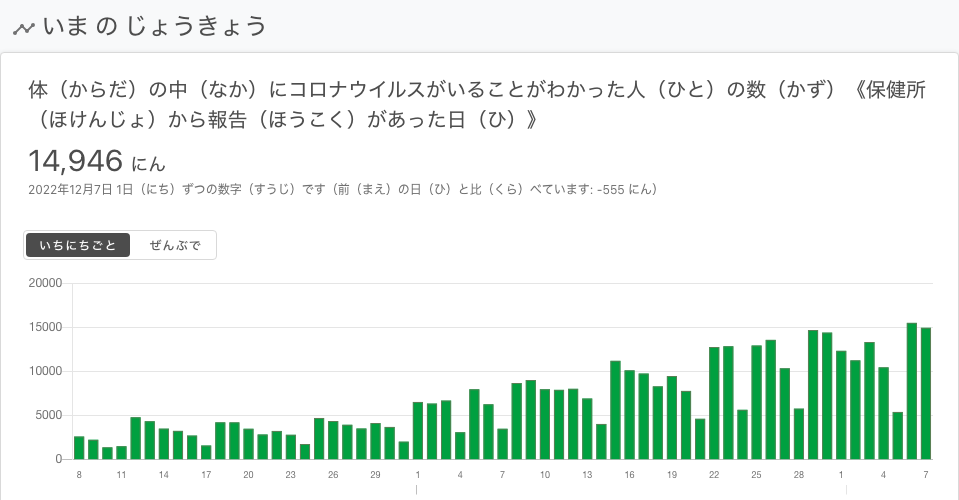 いまのじょうきょう
体（からだ）の中（なか）にコロナウイルスがいることがわかった人（ひと）の数（かず）《保健所
（ほけんじょ）から報告（ほうこく）があった日（ひ）》
14,946 にん
2022年12月7日 1日（にち）ずつの数字（すうじ）です（前（まえ）の日（ひ）と比（くら）べています: -555 にん）
いちにちごと ぜんぶで
20000
15000
10000
5000
0
8 11 14 17 20 23 26 29 1 4 7 10 13 16 19 22 25 28 1 4 7